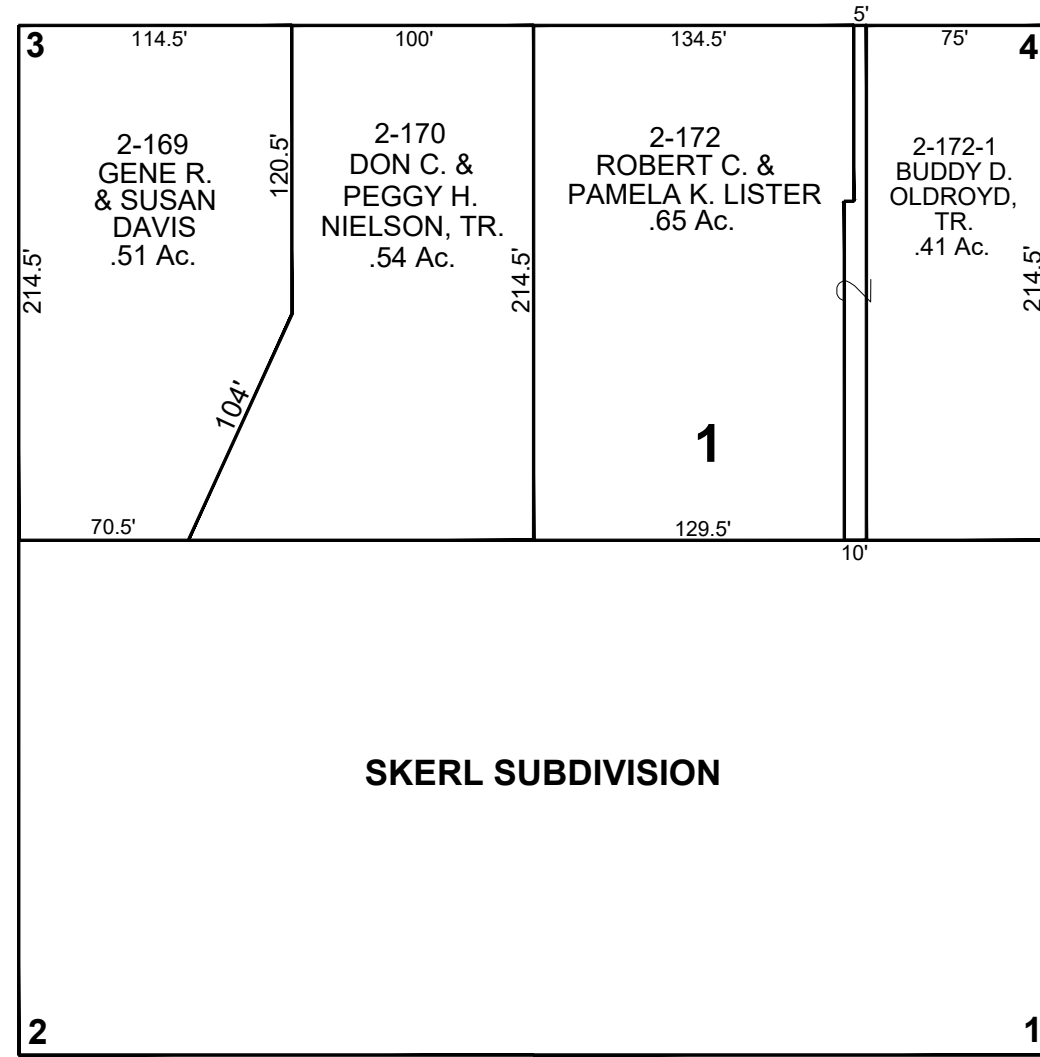 5'
3
114.5'
100'
134.5'
75'
4
2-169
GENE R.
& SUSAN
DAVIS
.51 Ac.
120.5'
2-170
DON C. &
PEGGY H.
NIELSON, TR.
.54 Ac.
2-172
ROBERT C. &
PAMELA K. LISTER
.65 Ac.
2-172-1
BUDDY D.
OLDROYD,
TR.
.41 Ac.
214.5'
214.5'
2
214.5'
104'
1
70.5'
129.5'
10'
SKERL SUBDIVISION
2
1